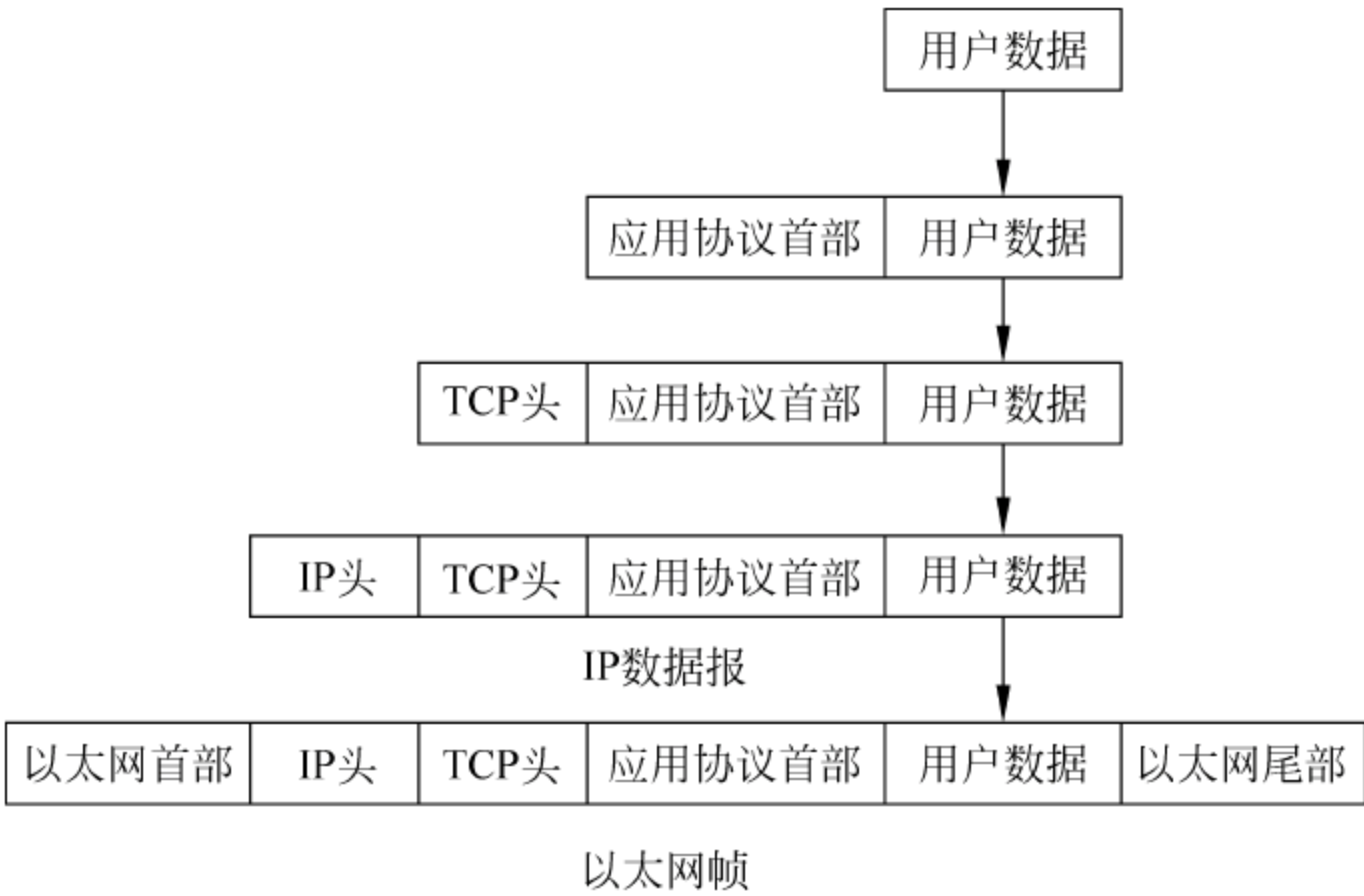 用户数据
应用协议首部 用户数据
TCP头 应用协议首部 用户数据
IP头 TCP头 应用协议首部 用户数据
IP数据报
以太网首部 IP头 TCP头 应用协议首部 用户数据 以太网尾部
以太网帧